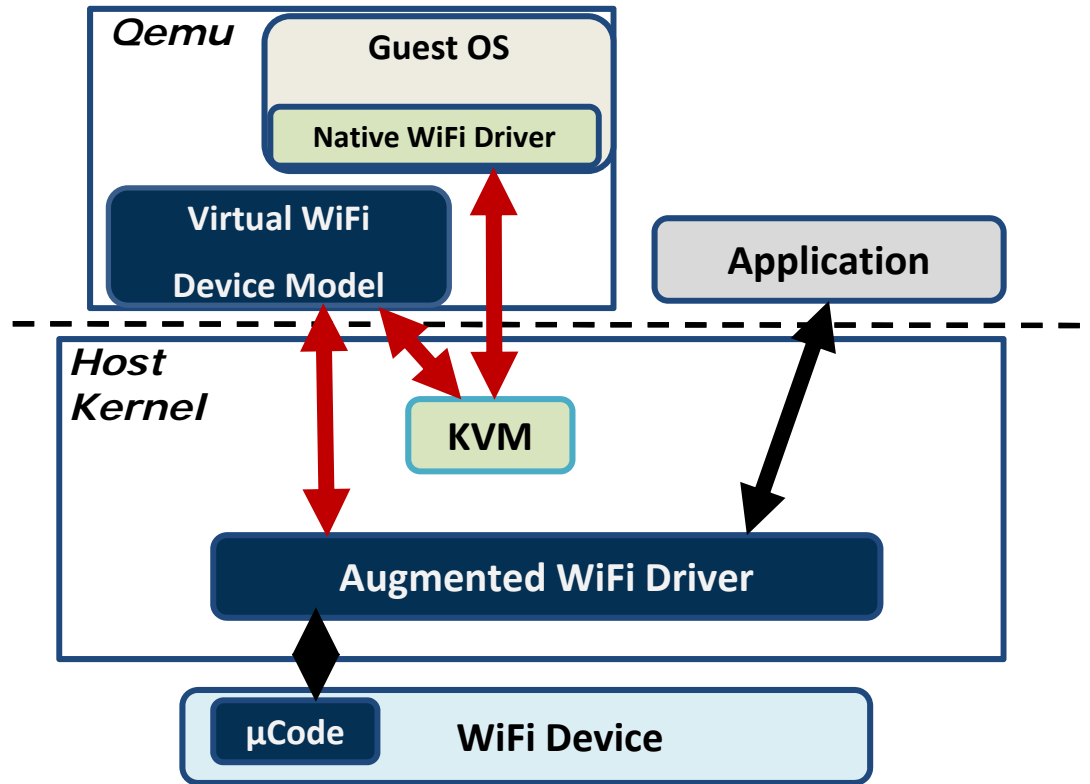 Qemu
Guest OS
Native WiFi Driver
Virtual WiFi
Device Model
Application
Host
Kernel
KVM
Augmented WiFi Driver
µCode
WiFi Device